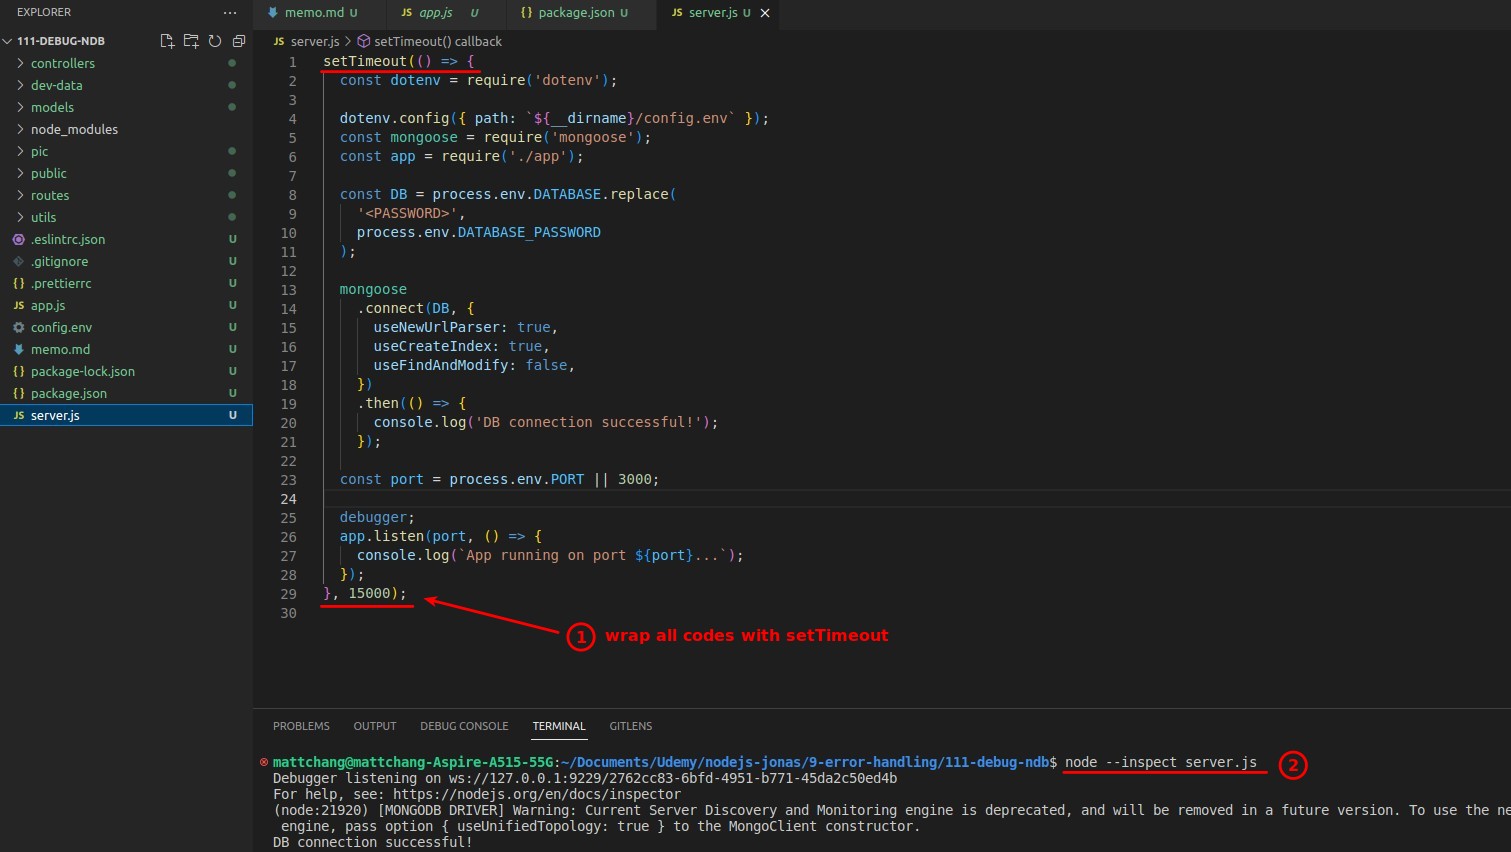 EXPLORER
...
memo.md U
JS app.js U
{} package.json U
JS server.js U ×
111-DEBUG-NDB
controllers
dev-data
models
node_modules
pic
public
routes
utils
.eslintrc.json U
.gitignore U
{} .prettierrc U
JS app.js U
config.env U
memo.md U
{} package-lock.json U
{} package.json U
JS server.js U
JS server.js > setTimeout() callback
1 setTimeout(() => {
2 const dotenv = require('dotenv');
3
4 dotenv.config({ path: `${__dirname}/config.env` });
5 const mongoose = require('mongoose');
6 const app = require('./app');
7
8 const DB = process.env.DATABASE.replace(
9 '<PASSWORD>',
10 process.env.DATABASE_PASSWORD
11 );
12
13 mongoose
14 .connect(DB, {
15 useNewUrlParser: true,
16 useCreateIndex: true,
17 useFindAndModify: false,
18 })
19 .then(() => {
20 console.log('DB connection successful!');
21 });
22
23 const port = process.env.PORT || 3000;
24
25 debugger;
26 app.listen(port, () => {
27 console.log(`App running on port ${port}...`);
28 });
29 }, 15000);
30
1 wrap all codes with setTimeout
PROBLEMS OUTPUT DEBUG CONSOLE TERMINAL GITLENS
mattchang@mattchang-Aspire-A515-55G:~/Documents/Udemy/nodejs-jonas/9-error-handling/111-debug-ndb$ node --inspect server.js 2
Debugger listening on ws://127.0.0.1:9229/2762cc83-6bfd-4951-b771-45da2c50ed4b
For help, see: https://nodejs.org/en/docs/inspector
(node:21920) [MONGODB DRIVER] Warning: Current Server Discovery and Monitoring engine is deprecated, and will be removed in a future version. To use the ne
engine, pass option { useUnifiedTopology: true } to the MongoClient constructor.
DB connection successful!